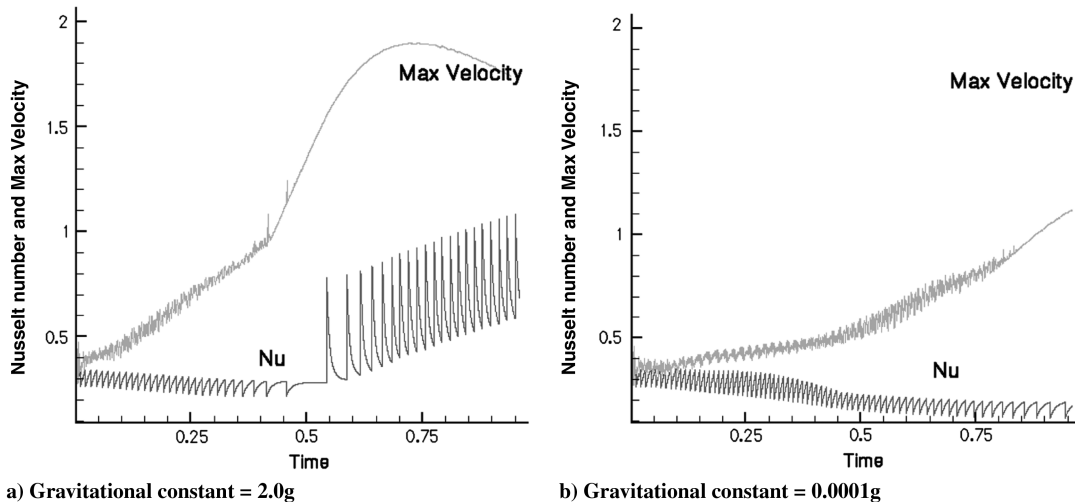 Nusselt number and Max Velocity
2
1.5
1
0.5
0.25
0.5
0.75
Time
Max Velocity
Nu
a) Gravitational constant = 2.0g
Nusselt number and Max Velocity
2
1.5
1
0.5
0.25
0.5
0.75
Time
Max Velocity
Nu
b) Gravitational constant = 0.0001g